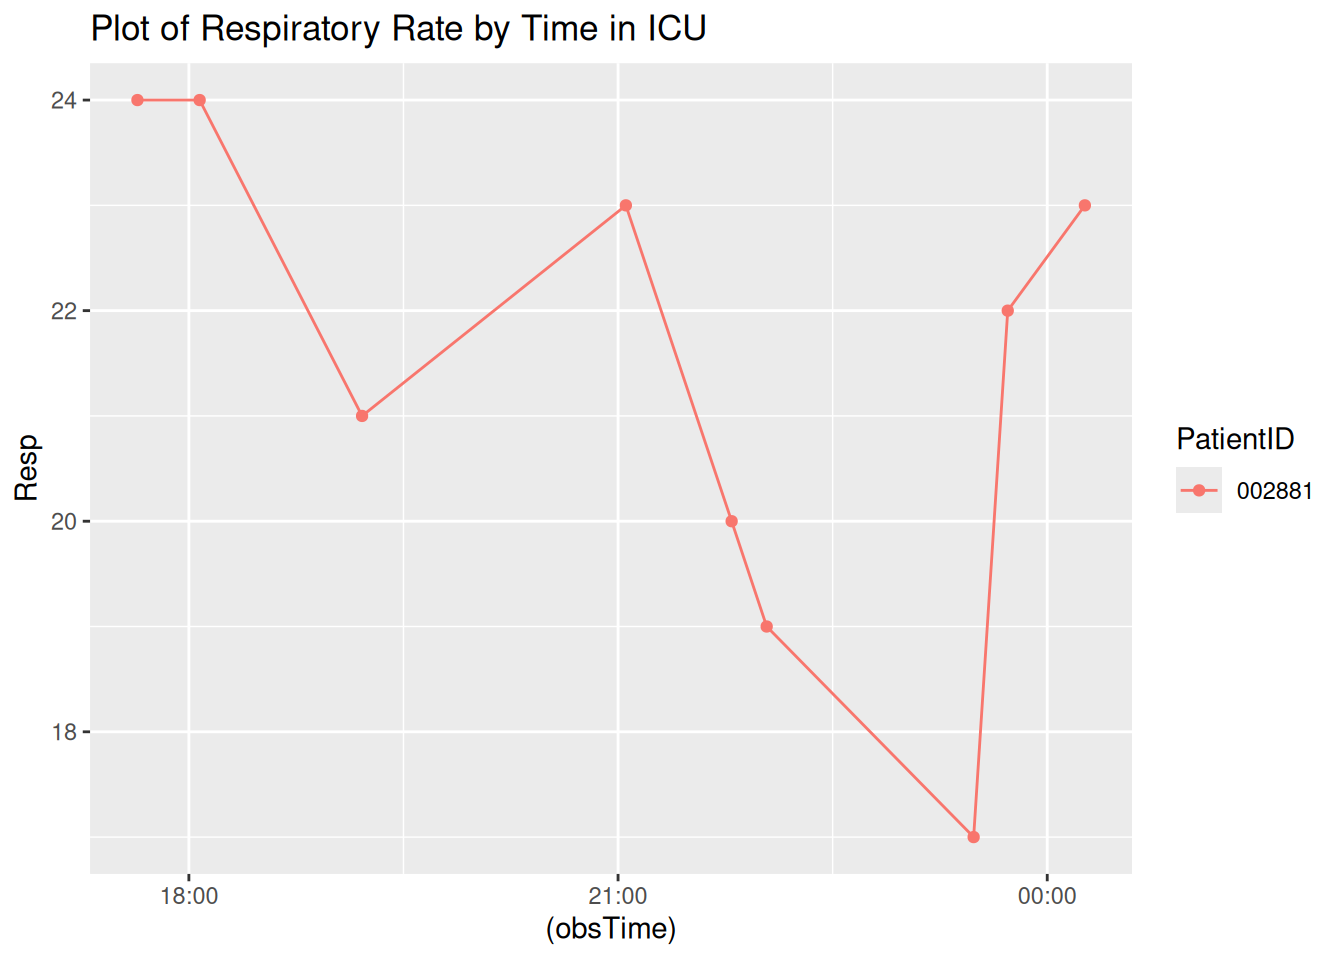 Plot of Respiratory Rate by Time in ICU
24
22
20
18
Resp
18:00 21:00 00:00
(obsTime)
PatientID
002881